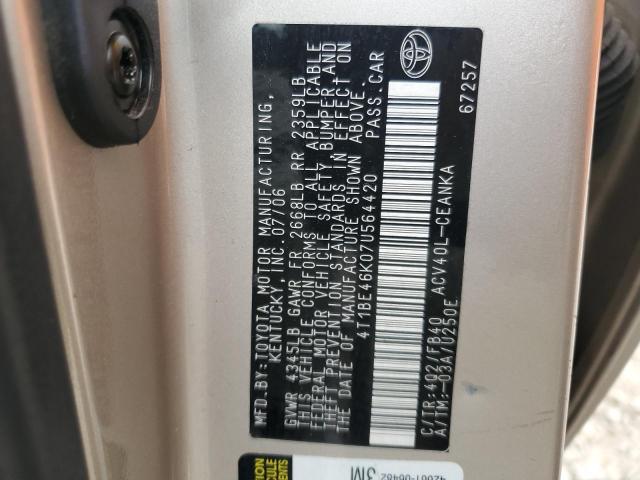 MFD.BY:TOYOTA MOTOR MANUFACTURING,
KENTUCKY,INC. 07/06
GVWR 4345LB GAWR FR 2668LB RR 2359LB
THIS VEHICLE CONFORMS TO ALL APPLICABLE
FEDERAL MOTOR VEHICLE SAFETY, BUMPER,AND
THEFT PREVENTION STANDARDS IN EFFECT ON
THE DATE OF MANUFACTURE SHOWN ABOVE.
4T1BE46K07U564420 PASS.CAR
C/TR:4Q2/FB40 ACV40L-CEANKA
A/TM:-03A/U250E
67257
3M